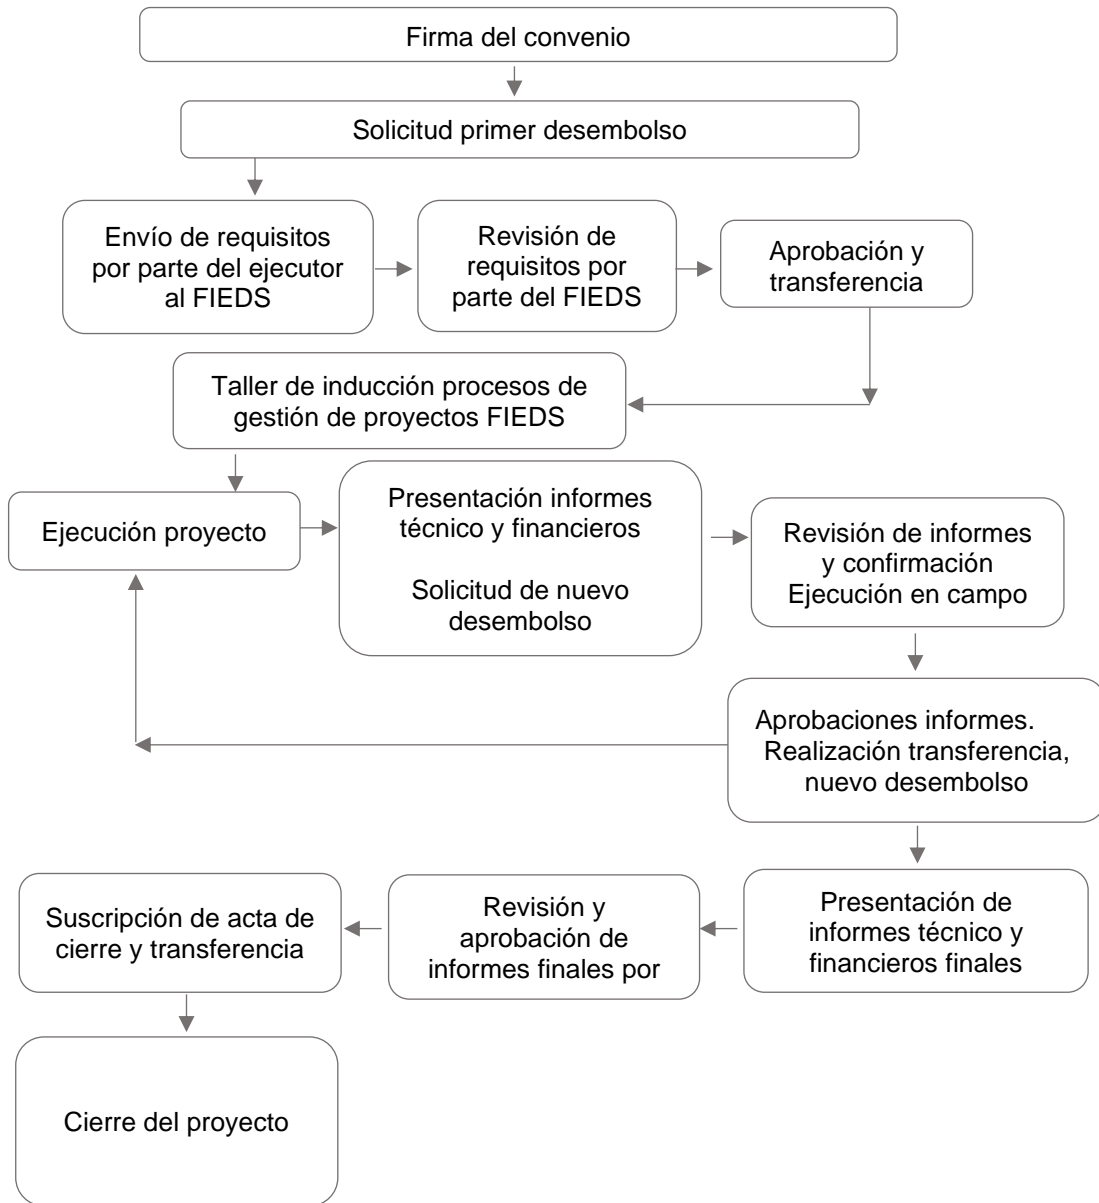 Firma del convenio
Solicitud primer desembolso
Envío de requisitos
por parte del ejecutor
al FIEDS
Revisión de
requisitos por
parte del FIEDS
Aprobación y
transferencia
Taller de inducción procesos de
gestión de proyectos FIEDS
Ejecución proyecto
Presentación informes
técnico y financieros
Solicitud de nuevo
desembolso
Revisión de informes
y confirmación
Ejecución en campo
Aprobaciones informes.
Realización transferencia,
nuevo desembolso
Suscripción de acta de
cierre y transferencia
Revisión y
aprobación de
informes finales por
Presentación de
informes técnico y
financieros finales
Cierre del proyecto